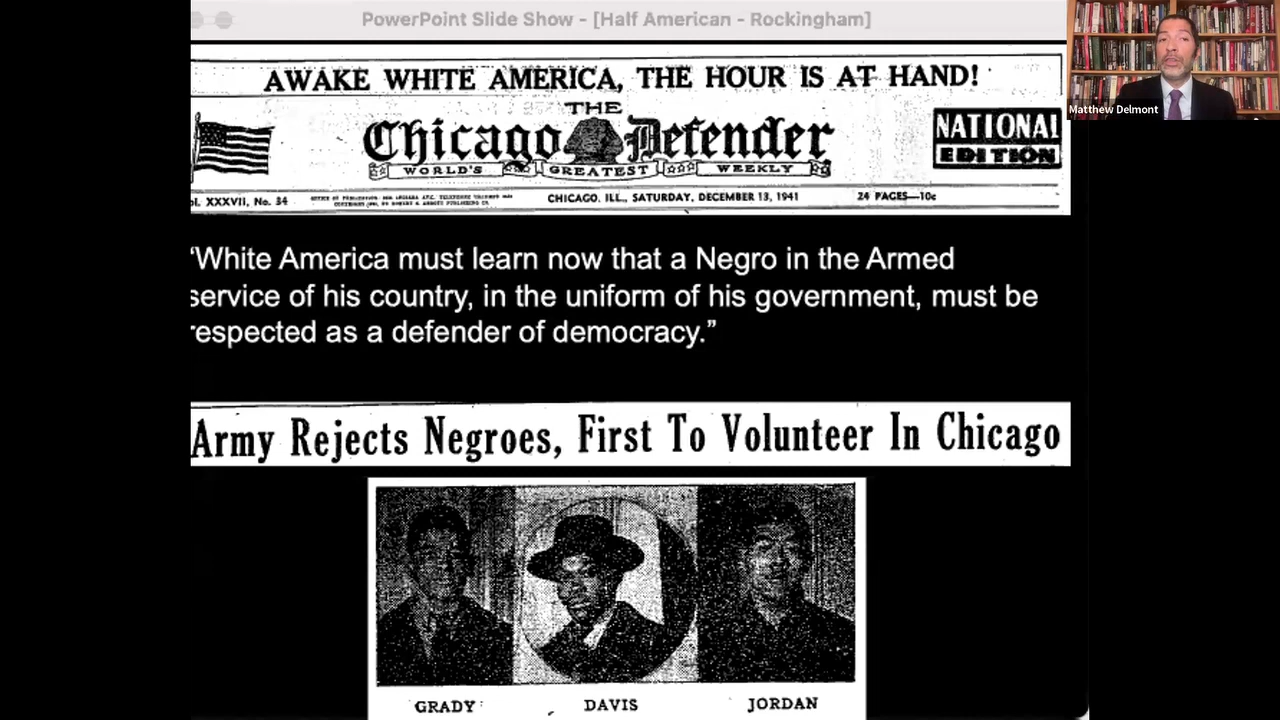 PowerPoint Slide Show - [Half American - Rockingham]
Matthew Delmont
AWAKE WHITE AMERICA, THE HOUR IS AT HAND!
THE
Chicago Defender
WORLD'S GREATEST WEEKLY
NATIONAL
EDITION
XXXVII, No. 34
CHICAGO, ILL., SATURDAY, DECEMBER 13, 1941
24 PAGES—10c
“White America must learn now that a Negro in the Armed
service of his country, in the uniform of his government, must be
respected as a defender of democracy.”
Army Rejects Negroes, First To Volunteer In Chicago
GRADY
DAVIS
JORDAN